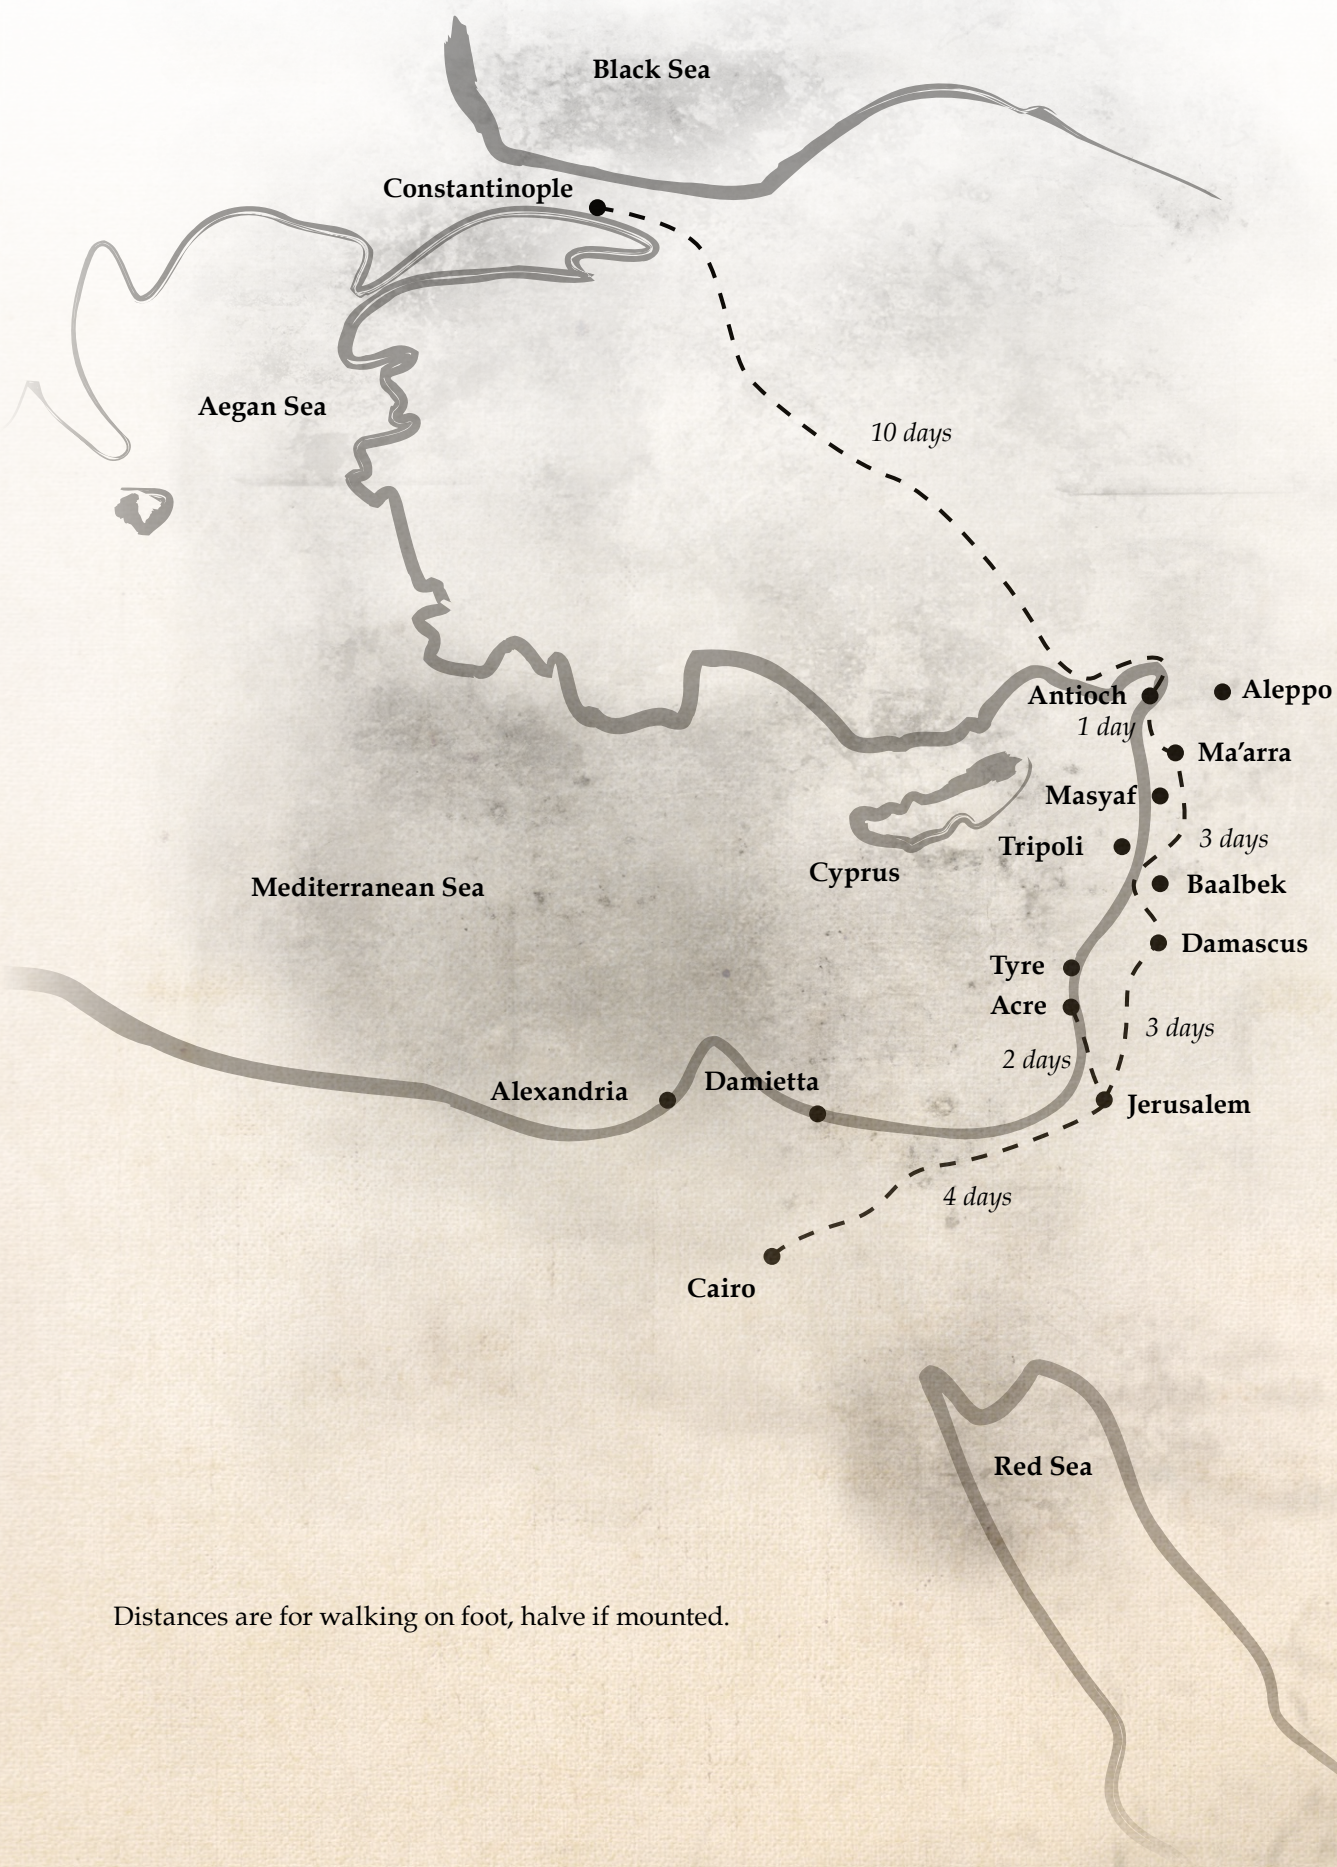 Black Sea
Constantinople
Aegan Sea
10 days
Antioch
Aleppo
1 day
Ma’arra
Masyaf
3 days
Tripoli
Cyprus
Baalbek
Mediterranean Sea
Damascus
Tyre
Acre
3 days
2 days
Alexandria
Damietta
Jerusalem
4 days
Cairo
Red Sea
Distances are for walking on foot, halve if mounted.